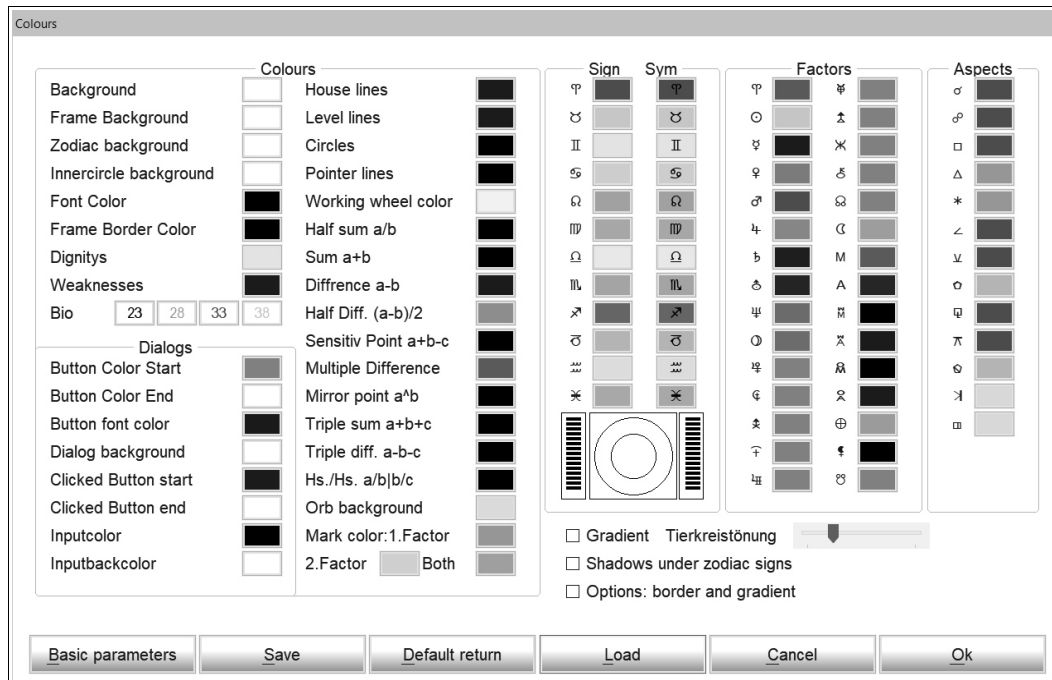 Colours
Colours
Background
Frame Background
Zodiac background
Innercircle background
Font Color
Frame Border Color
Dignitys
Weaknesses
Bio 23 28 33 38
House lines
Level lines
Circles
Pointer lines
Working wheel color
Half sum a/b
Sum a+b
Diffrence a-b
Half Diff. (a-b)/2
Sensitiv Point a+b-c
Multiple Difference
Mirror point a^b
Triple sum a+b+c
Triple diff. a-b-c
Hs./Hs. a/b|b/c
Orb background
Mark color:1.Factor
2.Factor Both
Dialogs
Button Color Start
Button Color End
Button font color
Dialog background
Clicked Button start
Clicked Button end
Inputcolor
Inputbackcolor
Sign Sym
♈ ♈
♉ ♉
♊ ♊
♋ ♋
♌ ♌
♍ ♍
♎ ♎
♏ ♏
♐ ♐
♒ ♒
♓ ♓
Factors
M
A
Aspects
Gradient Tierkreistönung
Shadows under zodiac signs
Options: border and gradient
Basic parameters Save Default return Load Cancel Ok